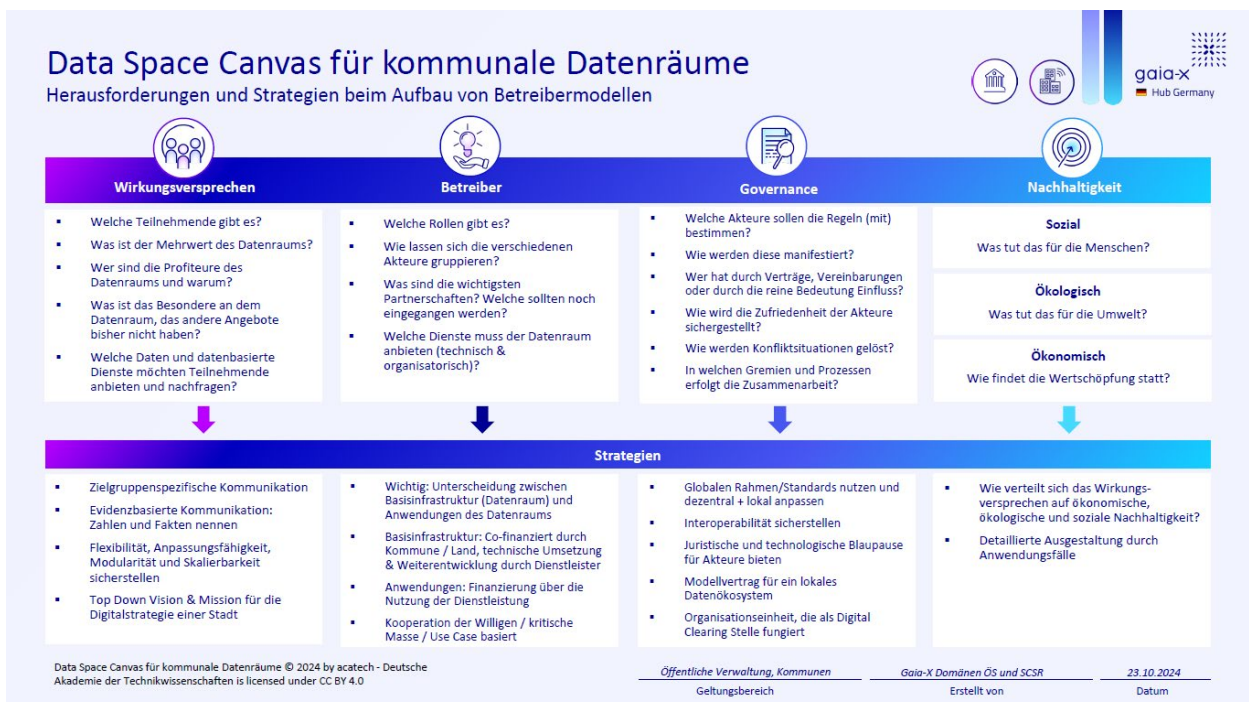 Data Space Canvas für kommunale Datenräume
Herausforderungen und Strategien beim Aufbau von Betreibermodellen
gaia-x
Hub Germany
Wirkungsversprechen
Betreiber
Governance
Nachhaltigkeit
▪ Welche Teilnehmende gibt es?
▪ Was ist der Mehrwert des Datenraums?
▪ Wer sind die Profiteure des
Datenraums und warum?
▪ Was ist das Besondere an dem
Datenraum, das andere Angebote
bisher nicht haben?
▪ Welche Daten und datenbasierte
Dienste möchten Teilnehmende
anbieten und nachfragen?
▪ Welche Rollen gibt es?
▪ Wie lassen sich die verschiedenen
Akteure gruppieren?
▪ Was sind die wichtigsten
Partnerschaften? Welche sollten noch
eingegangen werden?
▪ Welche Dienste muss der Datenraum
anbieten (technisch &
organisatorisch)?
▪ Welche Akteure sollen die Regeln (mit)
bestimmen?
▪ Wie werden diese manifestiert?
▪ Wer hat durch Verträge, Vereinbarungen
oder durch die reine Bedeutung Einfluss?
▪ Wie wird die Zufriedenheit der Akteure
sichergestellt?
▪ Wie werden Konfliktsituationen gelöst?
▪ In welchen Gremien und Prozessen
erfolgt die Zusammenarbeit?
Sozial
Was tut das für die Menschen?
Ökologisch
Was tut das für die Umwelt?
Ökonomisch
Wie findet die Wertschöpfung statt?
Strategien
▪ Zielgruppenspezifische Kommunikation
▪ Evidenzbasierte Kommunikation:
Zahlen und Fakten nennen
▪ Flexibilität, Anpassungsfähigkeit,
Modularität und Skalierbarkeit
sicherstellen
▪ Top Down Vision & Mission für die
Digitalstrategie einer Stadt
▪ Wichtig: Unterscheidung zwischen
Basisinfrastruktur (Datenraum) und
Anwendungen des Datenraums
▪ Basisinfrastruktur: Co-finanziert durch
Kommune / Land, technische Umsetzung
& Weiterentwicklung durch Dienstleister
▪ Anwendungen: Finanzierung über die
Nutzung der Dienstleistung
▪ Kooperation der Willigen / kritische
Masse / Use Case basiert
▪ Globalen Rahmen/Standards nutzen und
dezentral + lokal anpassen
▪ Interoperabilität sicherstellen
▪ Juristische und technologische Blaupause
für Akteure bieten
▪ Modellvertrag für ein lokales
Datenökosystem
▪ Organisationseinheit, die als Digital
Clearing Stelle fungiert
▪ Wie verteilt sich das Wirkungs-
versprechen auf ökonomische,
ökologische und soziale Nachhaltigkeit?
▪ Detaillierte Ausgestaltung durch
Anwendungsfälle
Data Space Canvas für kommunale Datenräume © 2024 by acatech - Deutsche
Akademie der Technikwissenschaften is licensed under CC BY 4.0
Öffentliche Verwaltung, Kommunen
Geltungsbereich
Gaia-X Domänen ÖS und SCSR
Erstellt von
23.10.2024
Datum